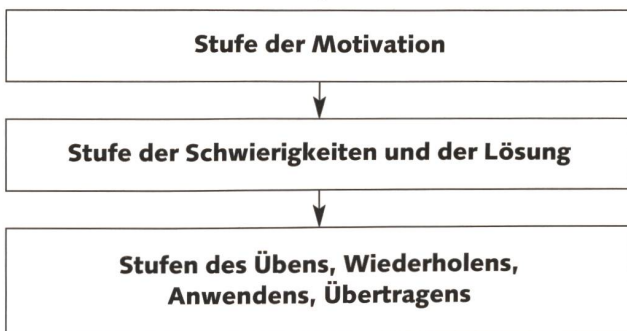 Stufe der Motivation
Stufe der Schwierigkeiten und der Lösung
Stufen des Übens, Wiederholens,
Anwendens, Übertragens